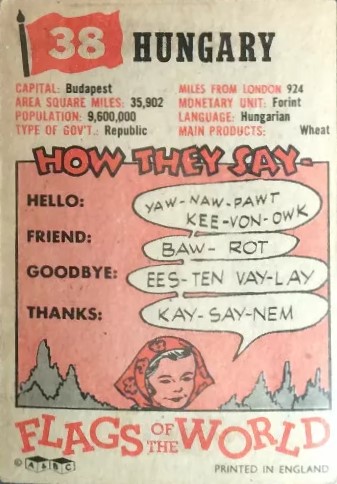 38 HUNGARY
CAPITAL: Budapest
AREA SQUARE MILES: 35,902
POPULATION: 9,600,000
TYPE OF GOV'T.: Republic
MILES FROM LONDON 924
MONETARY UNIT: Forint
LANGUAGE: Hungarian
MAIN PRODUCTS: Wheat
HOW THEY SAY-
HELLO: YAW-NAW-PAWT
KEE-VON-OWK
FRIEND: BAW-ROT
GOODBYE: EES-TEN VAY-LAY
THANKS: KAY-SAY-NEM
FLAGS OF THE WORLD
© A&BC
PRINTED IN ENGLAND